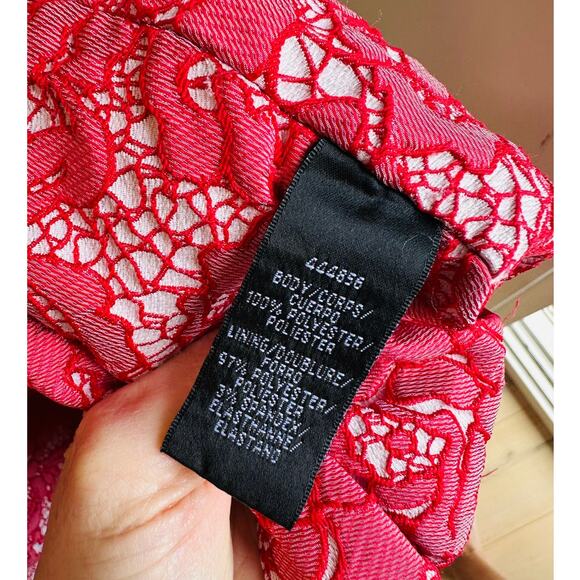 444856
BODY/CORPS/
CUERPO
100% POLYESTER/
POLIESTER
LINING/DOUBLURE/
FORRO
97% POLYESTER/
POLIESTER
3% SPANDEX/
ELASTHANNE/
ELASTANO